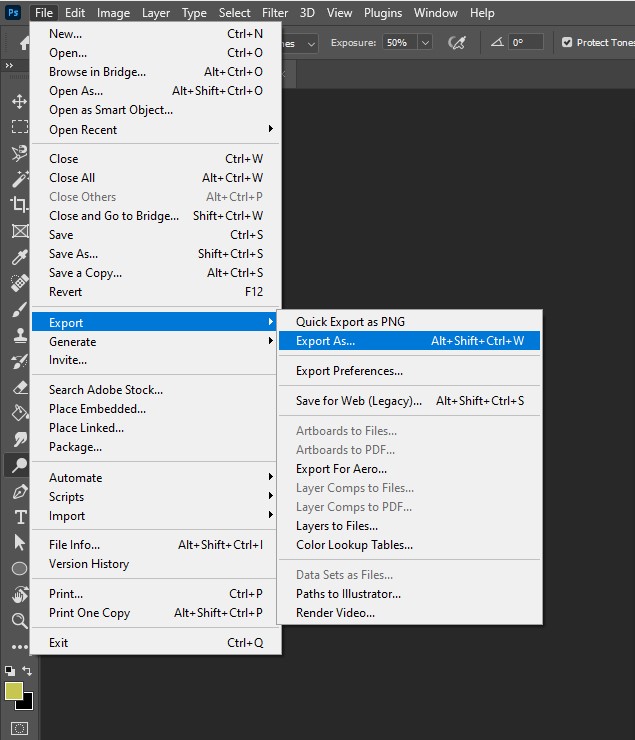 Ps File Edit Image Layer Type Select Filter 3D View Plugins Window Help
Exposure: 50% 0° Protect Tones
New... Ctrl+N
Open... Ctrl+O
Browse in Bridge... Alt+Ctrl+O
Open As... Alt+Shift+Ctrl+O
Open as Smart Object...
Open Recent
Close Ctrl+W
Close All Alt+Ctrl+W
Close Others Alt+Ctrl+P
Close and Go to Bridge... Shift+Ctrl+W
Save Ctrl+S
Save As... Shift+Ctrl+S
Save a Copy... Alt+Ctrl+S
Revert F12
Export
Generate
Invite...
Search Adobe Stock...
Place Embedded...
Place Linked...
Package...
Automate
Scripts
Import
File Info... Alt+Shift+Ctrl+I
Version History
Print... Ctrl+P
Print One Copy Alt+Shift+Ctrl+P
Exit Ctrl+Q
Quick Export as PNG
Export As... Alt+Shift+Ctrl+W
Export Preferences...
Save for Web (Legacy)... Alt+Shift+Ctrl+S
Artboards to Files...
Artboards to PDF...
Export For Aero...
Layer Comps to Files...
Layer Comps to PDF...
Layers to Files...
Color Lookup Tables...
Data Sets as Files...
Paths to Illustrator...
Render Video...